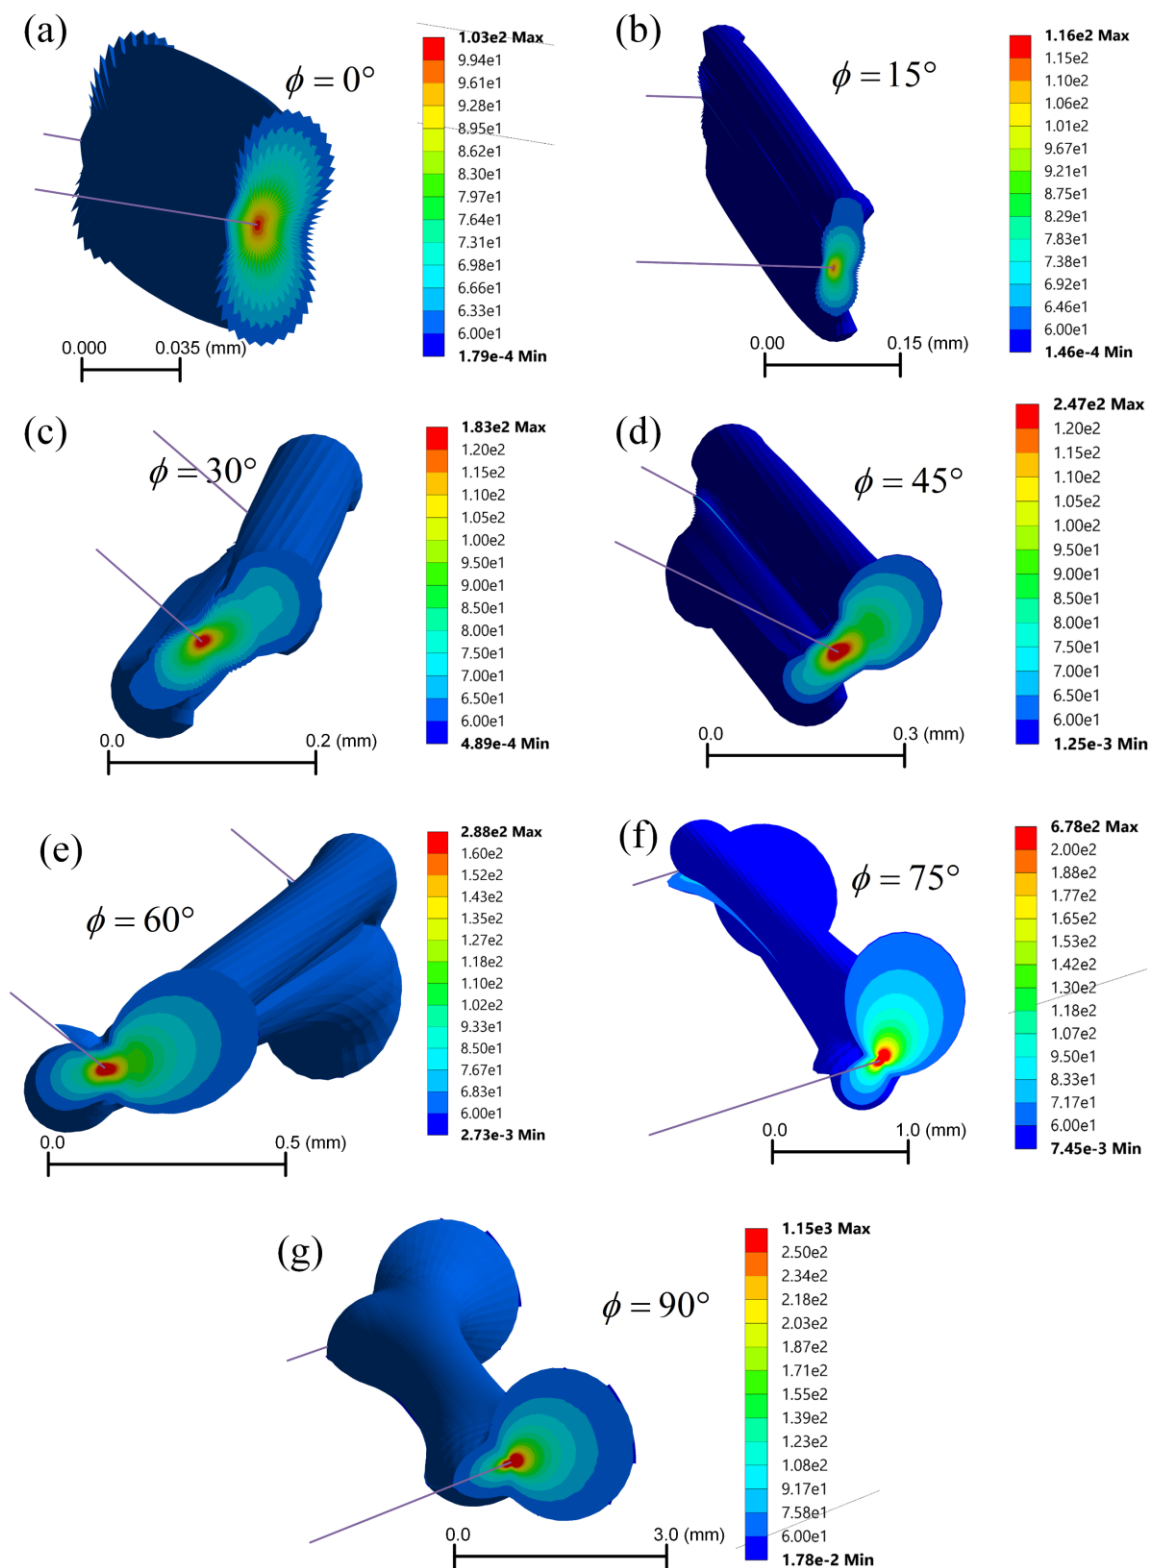 (a)
ϕ = 0°
1.03e2 Max
9.94e1
9.61e1
9.28e1
8.95e1
8.62e1
8.30e1
7.97e1
7.64e1
7.31e1
6.98e1
6.66e1
6.33e1
6.00e1
1.79e-4 Min
0.000 0.035 (mm)
(b)
ϕ = 15°
1.16e2 Max
1.15e2
1.10e2
1.06e2
1.01e2
9.67e1
9.21e1
8.75e1
8.29e1
7.83e1
7.38e1
6.92e1
6.46e1
6.00e1
1.46e-4 Min
0.00 0.15 (mm)
(c)
ϕ = 30°
1.83e2 Max
1.20e2
1.15e2
1.10e2
1.05e2
1.00e2
9.50e1
9.00e1
8.50e1
8.00e1
7.50e1
7.00e1
6.50e1
6.00e1
4.89e-4 Min
0.0 0.2 (mm)
(d)
ϕ = 45°
2.47e2 Max
1.20e2
1.15e2
1.10e2
1.05e2
1.00e2
9.50e1
9.00e1
8.50e1
8.00e1
7.50e1
7.00e1
6.50e1
6.00e1
1.25e-3 Min
0.0 0.3 (mm)
(e)
ϕ = 60°
2.88e2 Max
1.60e2
1.52e2
1.43e2
1.35e2
1.27e2
1.18e2
1.10e2
1.02e2
9.33e1
8.50e1
7.67e1
6.83e1
6.00e1
2.73e-3 Min
0.0 0.5 (mm)
(f)
ϕ = 75°
6.78e2 Max
2.00e2
1.88e2
1.77e2
1.65e2
1.53e2
1.42e2
1.30e2
1.18e2
1.07e2
9.50e1
8.33e1
7.17e1
6.00e1
7.45e-3 Min
0.0 1.0 (mm)
(g)
ϕ = 90°
1.15e3 Max
2.50e2
2.34e2
2.18e2
2.03e2
1.87e2
1.71e2
1.55e2
1.39e2
1.23e2
1.08e2
9.17e1
7.58e1
6.00e1
1.78e-2 Min
0.0 3.0 (mm)